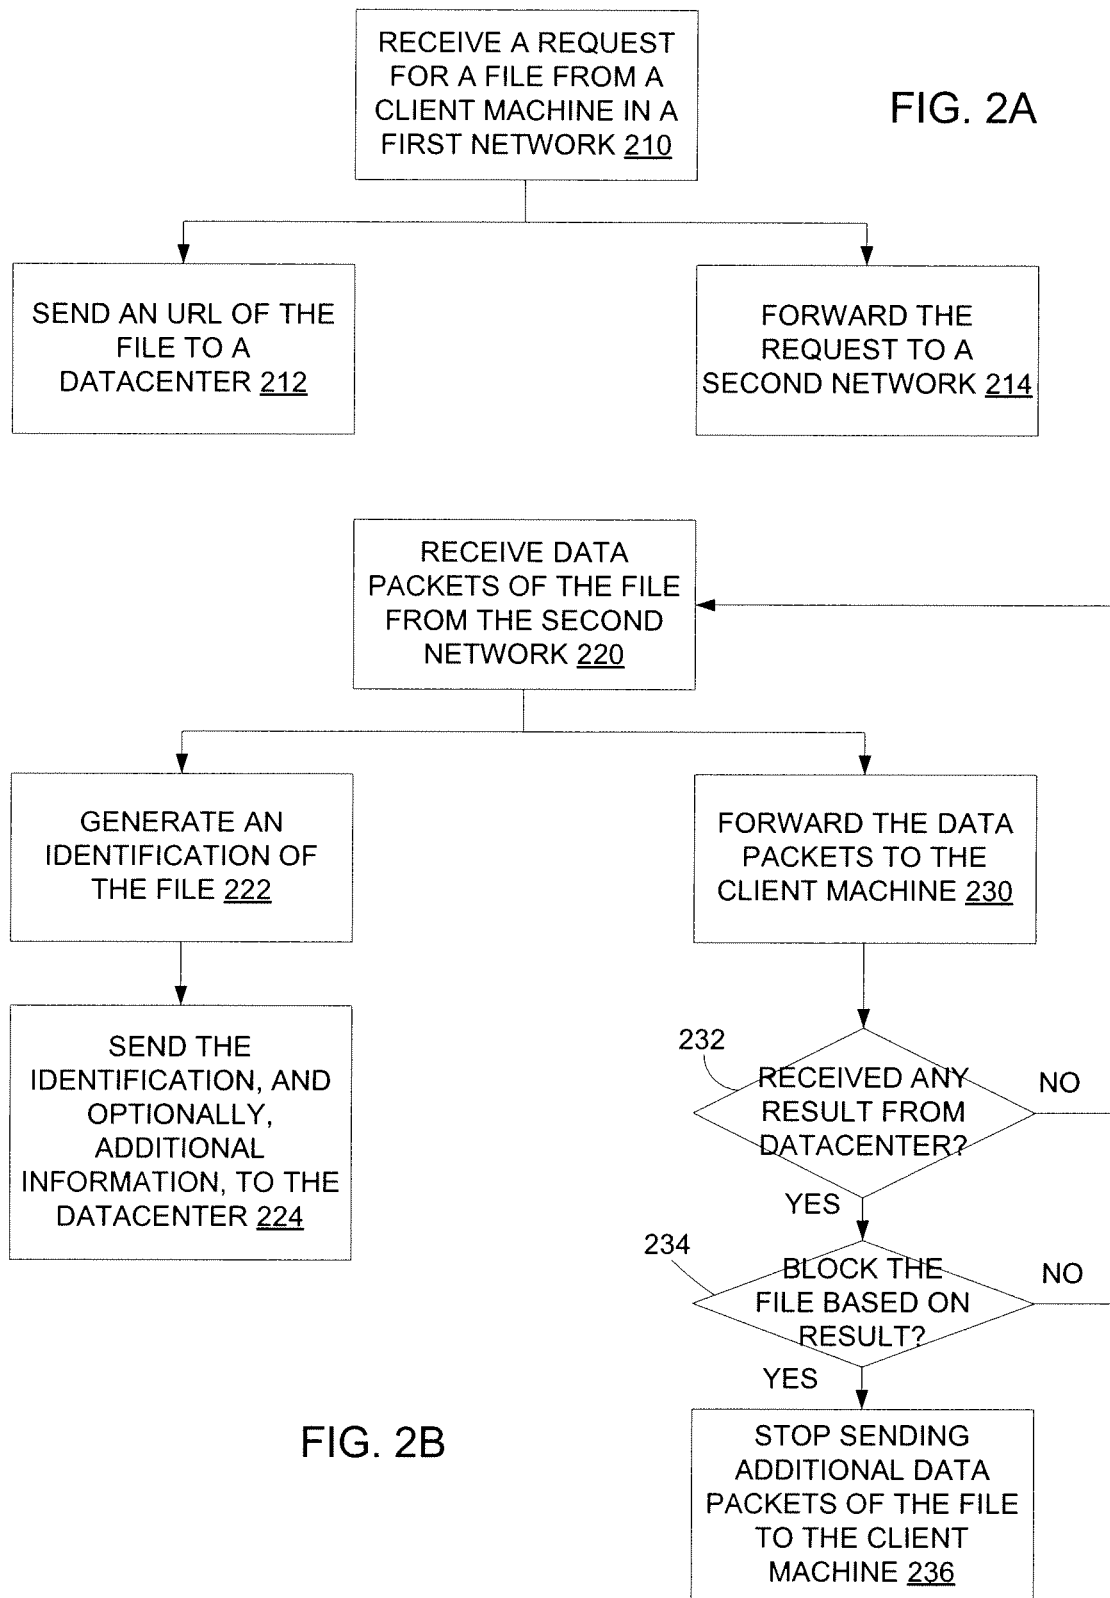 RECEIVE A REQUEST
FOR A FILE FROM A
CLIENT MACHINE IN A
FIRST NETWORK 210
FIG. 2A
SEND AN URL OF THE
FILE TO A
DATACENTER 212
FORWARD THE
REQUEST TO A
SECOND NETWORK 214
RECEIVE DATA
PACKETS OF THE FILE
FROM THE SECOND
NETWORK 220
GENERATE AN
IDENTIFICATION OF
THE FILE 222
FORWARD THE DATA
PACKETS TO THE
CLIENT MACHINE 230
SEND THE
IDENTIFICATION, AND
OPTIONALLY,
ADDITIONAL
INFORMATION, TO THE
DATACENTER 224
232
RECEIVED ANY
RESULT FROM
DATACENTER?
NO
YES
234
BLOCK THE
FILE BASED ON
RESULT?
NO
YES
FIG. 2B
STOP SENDING
ADDITIONAL DATA
PACKETS OF THE FILE
TO THE CLIENT
MACHINE 236